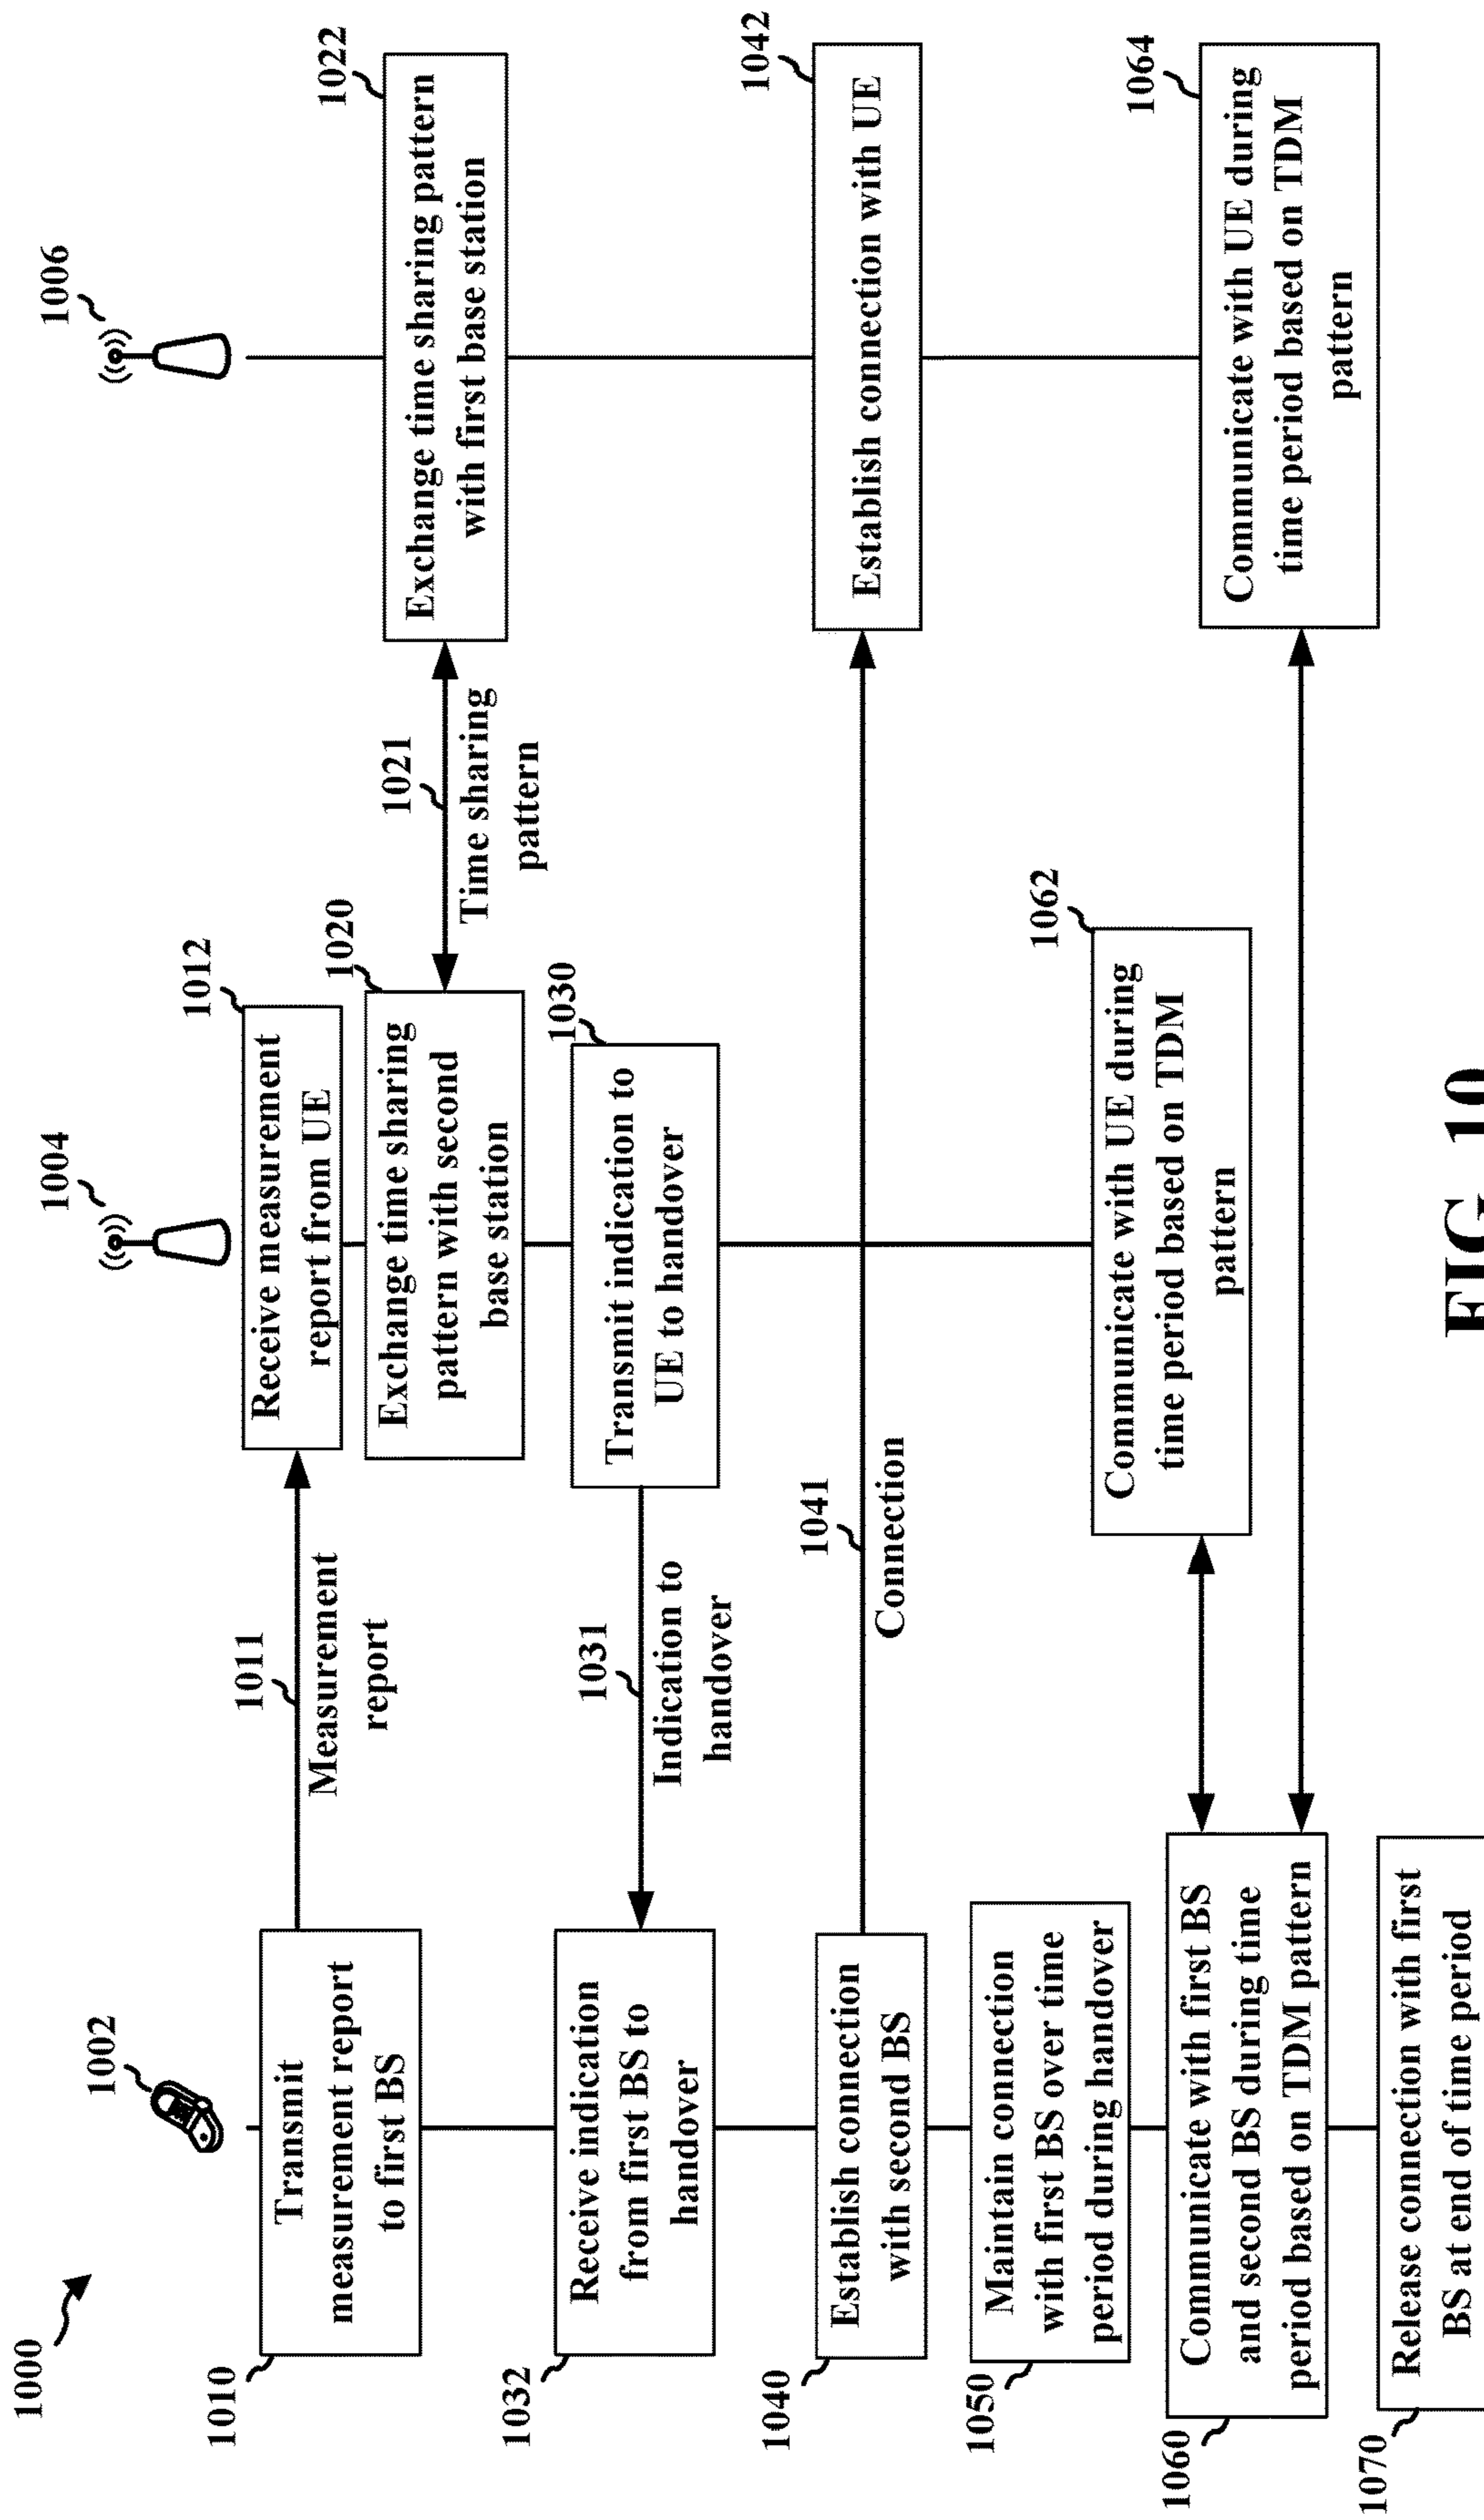 1000
1002
1004
1006
1010
Transmit
measurement report
to first BS
1011
Measurement
report
1012
Receive measurement
report from UE
1020
Exchange time sharing
pattern with second
base station
1021
Time sharing
pattern
1022
Exchange time sharing pattern
with first base station
1030
Transmit indication to
UE to handover
1031
Indication to
handover
1032
Receive indication
from first BS to
handover
1040
Establish connection
with second BS
1041
Connection
1042
Establish connection with UE
1050
Maintain connection
with first BS over time
period during handover
1060
Communicate with first BS
and second BS during time
period based on TDM pattern
1062
Communicate with UE during
time period based on TDM
pattern
1064
Communicate with UE during
time period based on TDM
pattern
1070
Release connection with first
BS at end of time period
FIG. 10